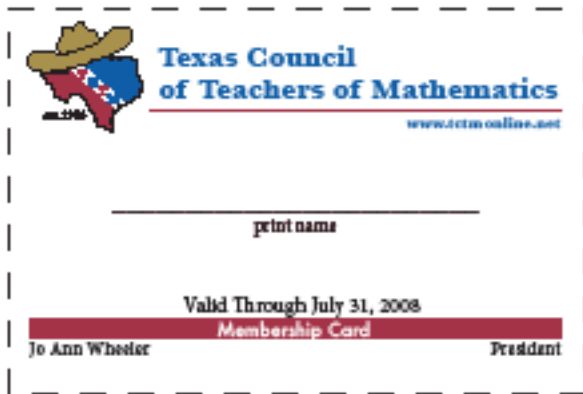 Texas Council
of Teachers of Mathematics
www.tctmonline.net
print name
Valid Through July 31, 2008
Membership Card
Jo Ann Wheeler President